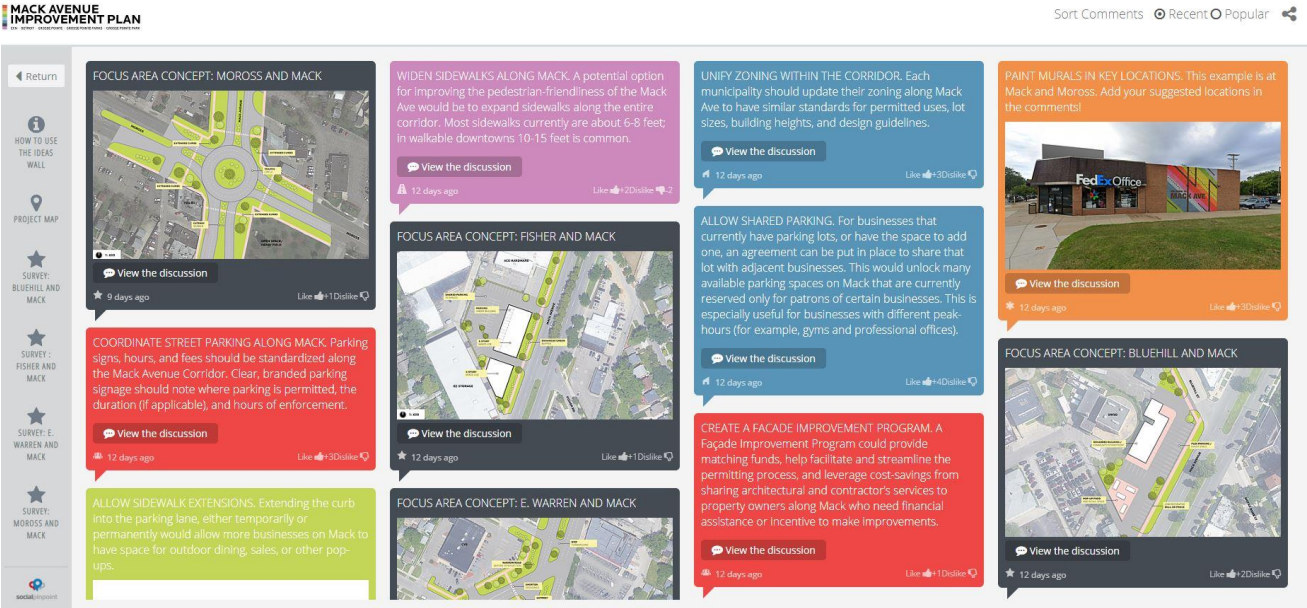 MACK AVENUE
IMPROVEMENT PLAN
Sort Comments Recent Popular
Return
HOW TO USE
THE IDEAS
WALL
PROJECT MAP
SURVEY:
BLUEHILL AND
MACK
SURVEY :
FISHER AND
MACK
SURVEY: E.
WARREN AND
MACK
SURVEY:
MOROSS AND
MACK
socialpinpoint
FOCUS AREA CONCEPT: MOROSS AND MACK
View the discussion
9 days ago
Like +1Dislike
COORDINATE STREET PARKING ALONG MACK. Parking
signs, hours, and fees should be standardized along
the Mack Avenue Corridor. Clear, branded parking
signage should note where parking is permitted, the
duration (if applicable), and hours of enforcement.
View the discussion
12 days ago
Like +3Dislike
ALLOW SIDEWALK EXTENSIONS. Extending the curb
into the parking lane, either temporarily or
permanently would allow more businesses on Mack to
have space for outdoor dining, sales, or other pop-
ups.
WIDEN SIDEWALKS ALONG MACK. A potential option
for improving the pedestrian-friendliness of the Mack
Ave would be to expand sidewalks along the entire
corridor. Most sidewalks currently are about 6-8 feet;
in walkable downtowns 10-15 feet is common.
View the discussion
12 days ago
Like +2Dislike -2
FOCUS AREA CONCEPT: FISHER AND MACK
View the discussion
12 days ago
Like +1Dislike
FOCUS AREA CONCEPT: E. WARREN AND MACK
UNIFY ZONING WITHIN THE CORRIDOR. Each
municipality should update their zoning along Mack
Ave to have similar standards for permitted uses, lot
sizes, building heights, and design guidelines.
View the discussion
12 days ago
Like +3Dislike
ALLOW SHARED PARKING. For businesses that
currently have parking lots, or have the space to add
one, an agreement can be put in place to share that
lot with adjacent businesses. This would unlock many
available parking spaces on Mack that are currently
reserved only for patrons of certain businesses. This is
especially useful for businesses with different peak-
hours (for example, gyms and professional offices).
View the discussion
12 days ago
Like +4Dislike
CREATE A FACADE IMPROVEMENT PROGRAM. A
Façade Improvement Program could provide
matching funds, help facilitate and streamline the
permitting process, and leverage cost-savings from
sharing architectural and contractor's services to
property owners along Mack who need financial
assistance or incentive to make improvements.
View the discussion
12 days ago
Like +1Dislike
PAINT MURALS IN KEY LOCATIONS. This example is at
Mack and Moross. Add your suggested locations in
the comments!
FedEx Office
MACK AVE
View the discussion
12 days ago
Like +3Dislike
FOCUS AREA CONCEPT: BLUEHILL AND MACK
View the discussion
12 days ago
Like +2Dislike